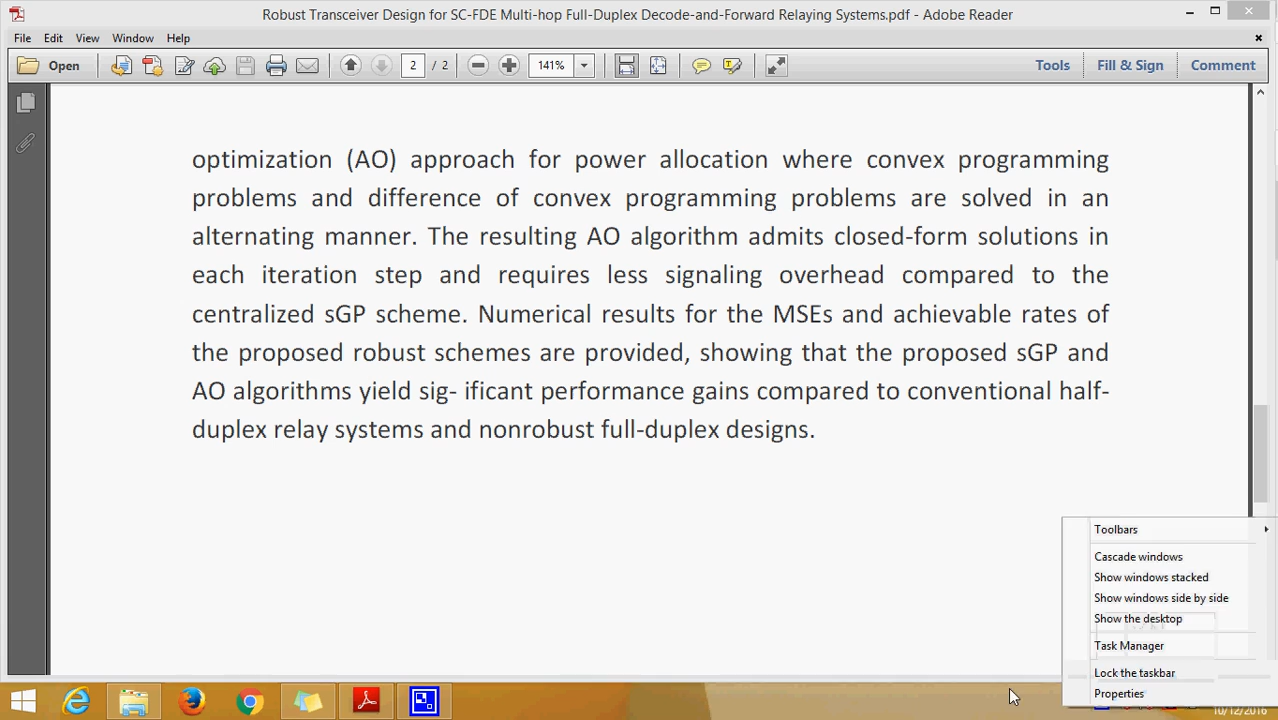 Robust Transceiver Design for SC-FDE Multi-hop Full-Duplex Decode-and-Forward Relaying Systems.pdf - Adobe Reader
File Edit View Window Help
Open 2 / 2 141% Tools Fill & Sign Comment
optimization (AO) approach for power allocation where convex programming
problems and difference of convex programming problems are solved in an
alternating manner. The resulting AO algorithm admits closed-form solutions in
each iteration step and requires less signaling overhead compared to the
centralized sGP scheme. Numerical results for the MSEs and achievable rates of
the proposed robust schemes are provided, showing that the proposed sGP and
AO algorithms yield sig- ificant performance gains compared to conventional half-
duplex relay systems and nonrobust full-duplex designs.
Toolbars
Cascade windows
Show windows stacked
Show windows side by side
Show the desktop
Task Manager
Lock the taskbar
Properties
10/12/2016